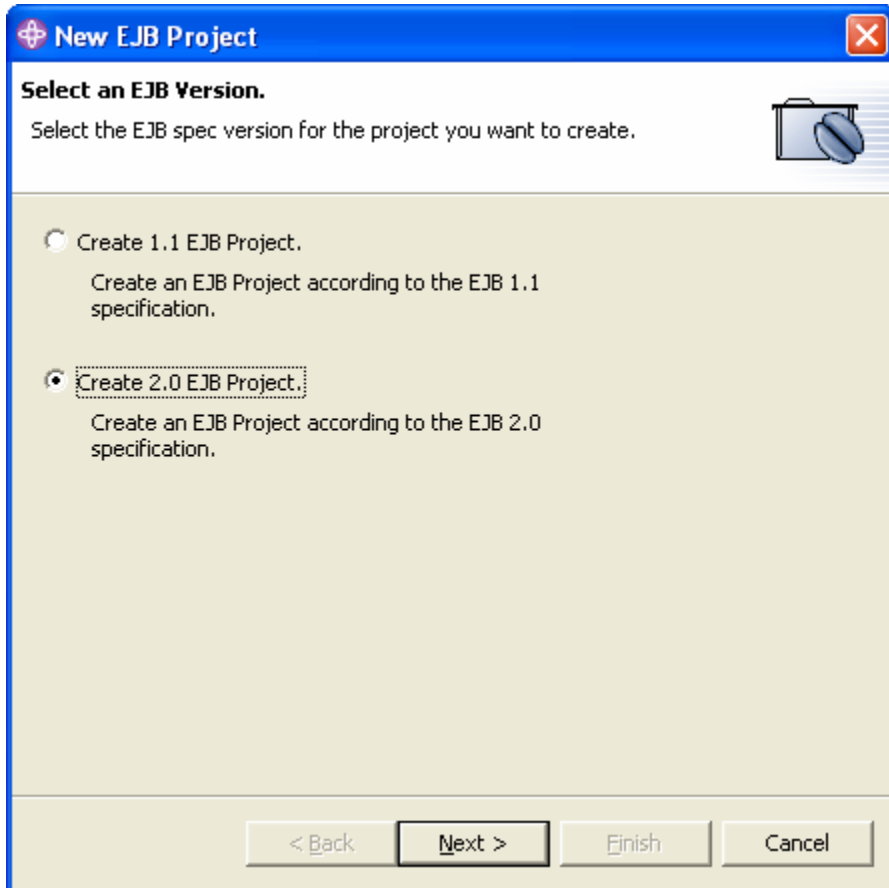 New EJB Project
Select an EJB Version.
Select the EJB spec version for the project you want to create.
Create 1.1 EJB Project.
Create an EJB Project according to the EJB 1.1
specification.
Create 2.0 EJB Project.
Create an EJB Project according to the EJB 2.0
specification.
< Back
Next >
Finish
Cancel